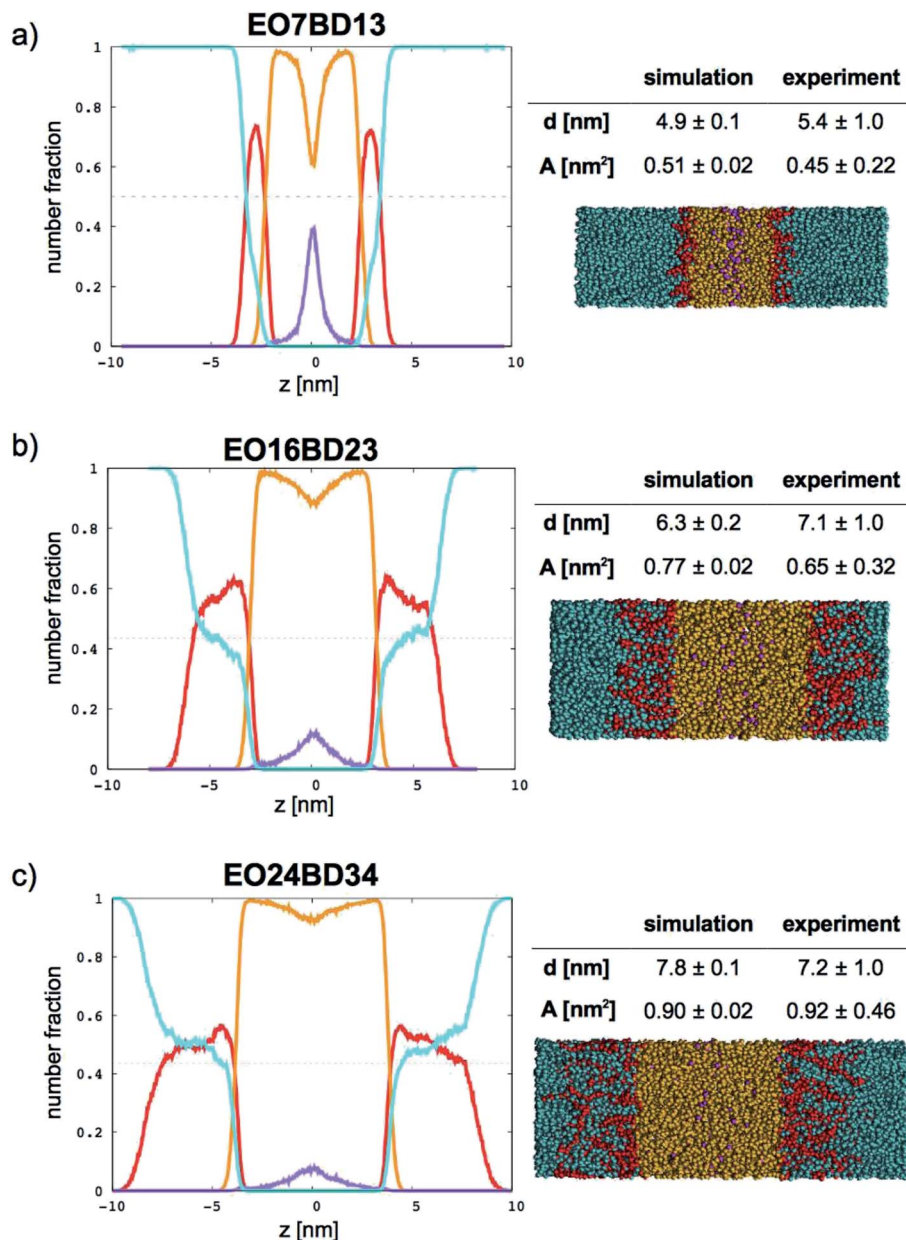 a)
EO7BD13
number fraction
1
0.8
0.6
0.4
0.2
0
−10 −5 0 5 10
z [nm]
simulation experiment
d [nm] 4.9 ± 0.1 5.4 ± 1.0
A [nm²] 0.51 ± 0.02 0.45 ± 0.22
b)
EO16BD23
number fraction
1
0.8
0.6
0.4
0.2
0
−10 −5 0 5 10
z [nm]
simulation experiment
d [nm] 6.3 ± 0.2 7.1 ± 1.0
A [nm²] 0.77 ± 0.02 0.65 ± 0.32
c)
EO24BD34
number fraction
1
0.8
0.6
0.4
0.2
0
−10 −5 0 5 10
z [nm]
simulation experiment
d [nm] 7.8 ± 0.1 7.2 ± 1.0
A [nm²] 0.90 ± 0.02 0.92 ± 0.46